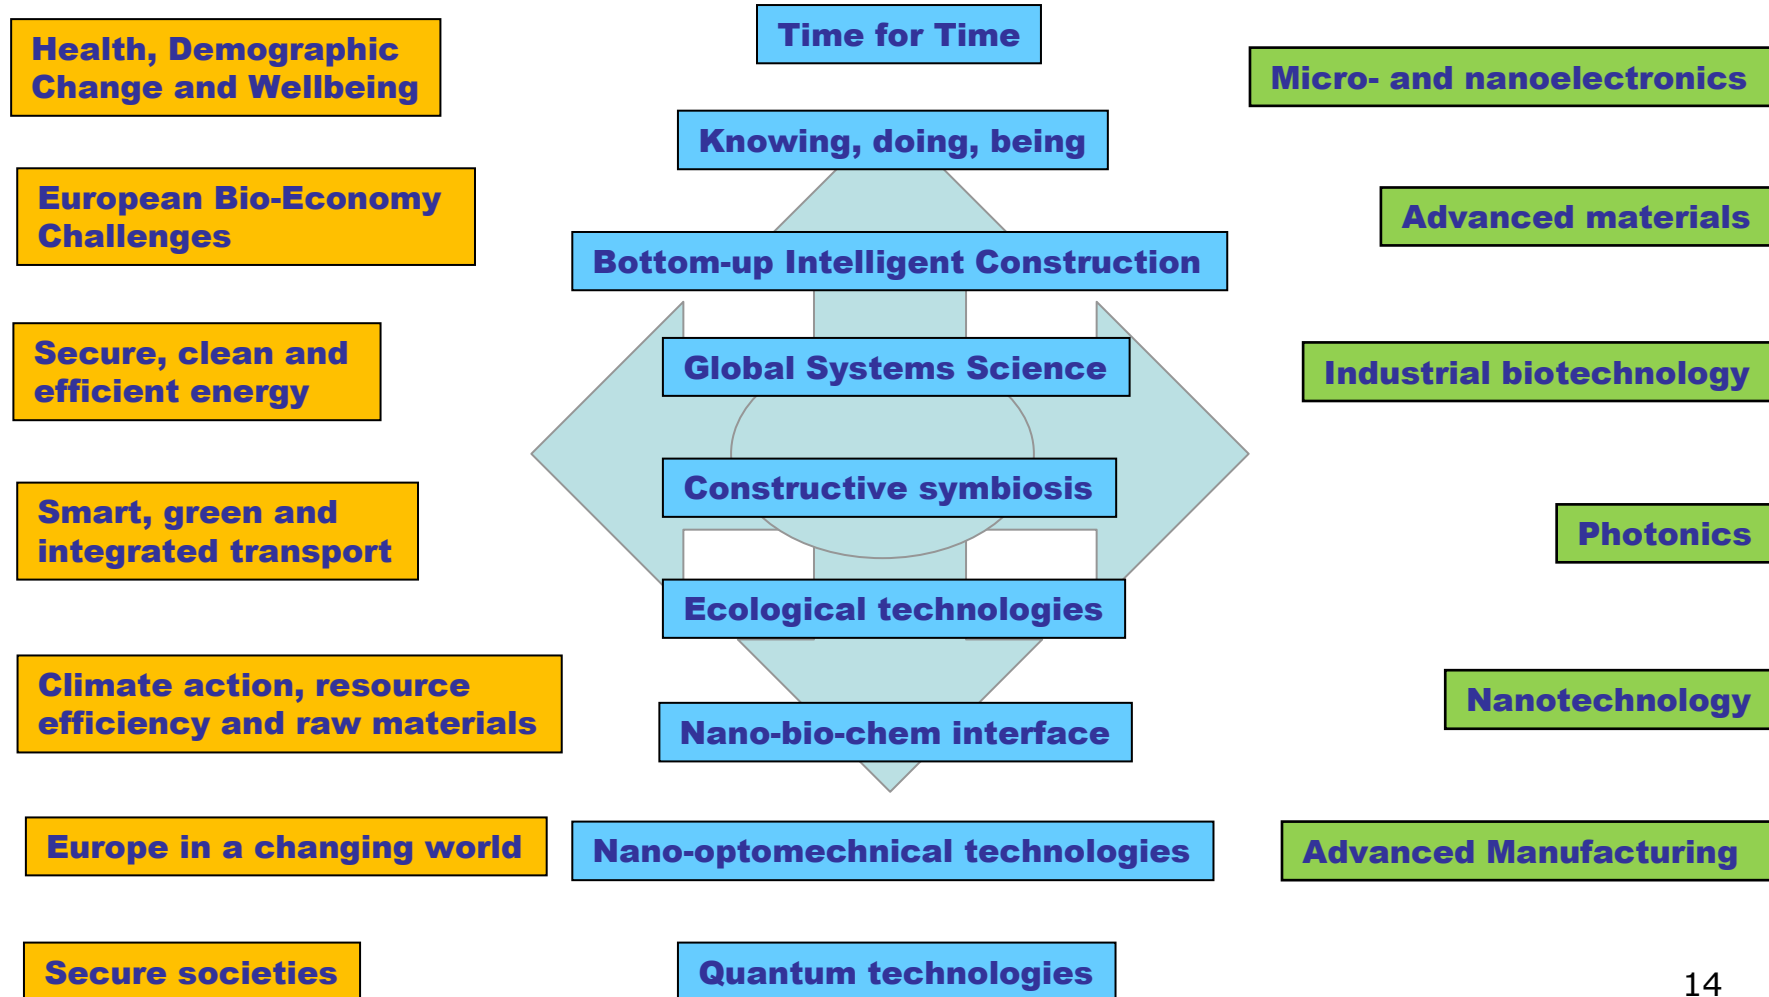 Health, Demographic
Change and Wellbeing
European Bio-Economy
Challenges
Secure, clean and
efficient energy
Smart, green and
integrated transport
Climate action, resource
efficiency and raw materials
Europe in a changing world
Secure societies
Time for Time
Knowing, doing, being
Bottom-up Intelligent Construction
Global Systems Science
Constructive symbiosis
Ecological technologies
Nano-bio-chem interface
Nano-optomechnical technologies
Quantum technologies
Micro- and nanoelectronics
Advanced materials
Industrial biotechnology
Photonics
Nanotechnology
Advanced Manufacturing
14